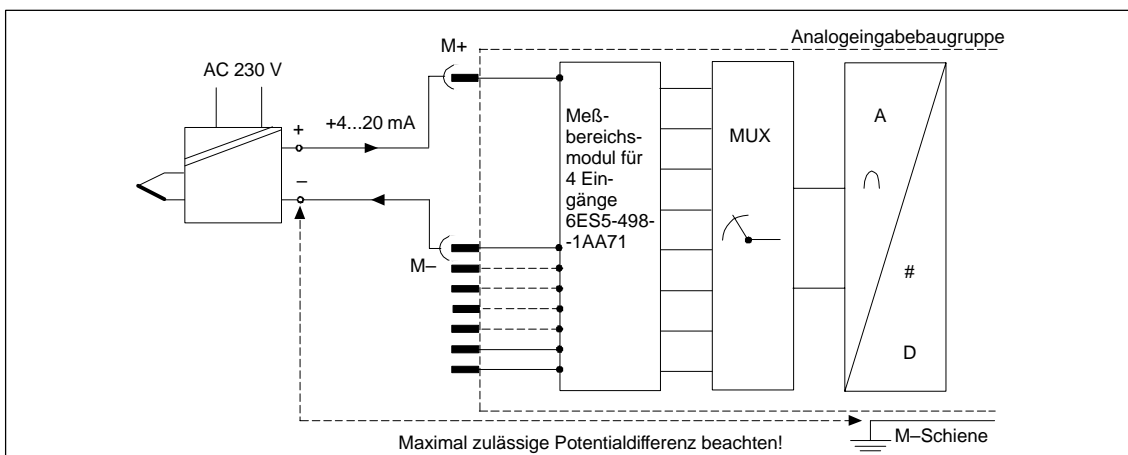 Analogeingabebaugruppe
M+
AC 230 V
+
+4...20 mA
–
M–
Meß-
bereichs-
modul für
4 Ein-
gänge
6ES5-498-
-1AA71
MUX
A
∩
#
D
M–Schiene
Maximal zulässige Potentialdifferenz beachten!